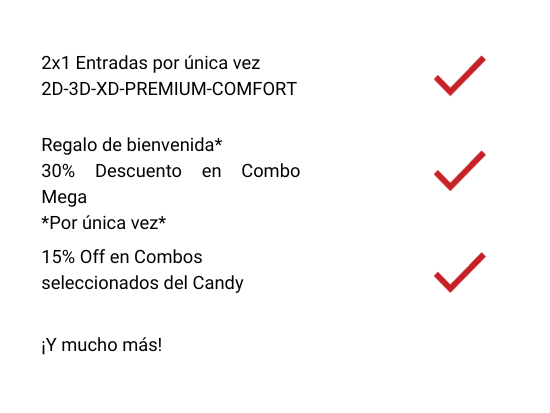 2x1 Entradas por única vez
2D-3D-XD-PREMIUM-COMFORT
Regalo de bienvenida*
30% Descuento en Combo
Mega
*Por única vez*
15% Off en Combos
seleccionados del Candy
¡Y mucho más!